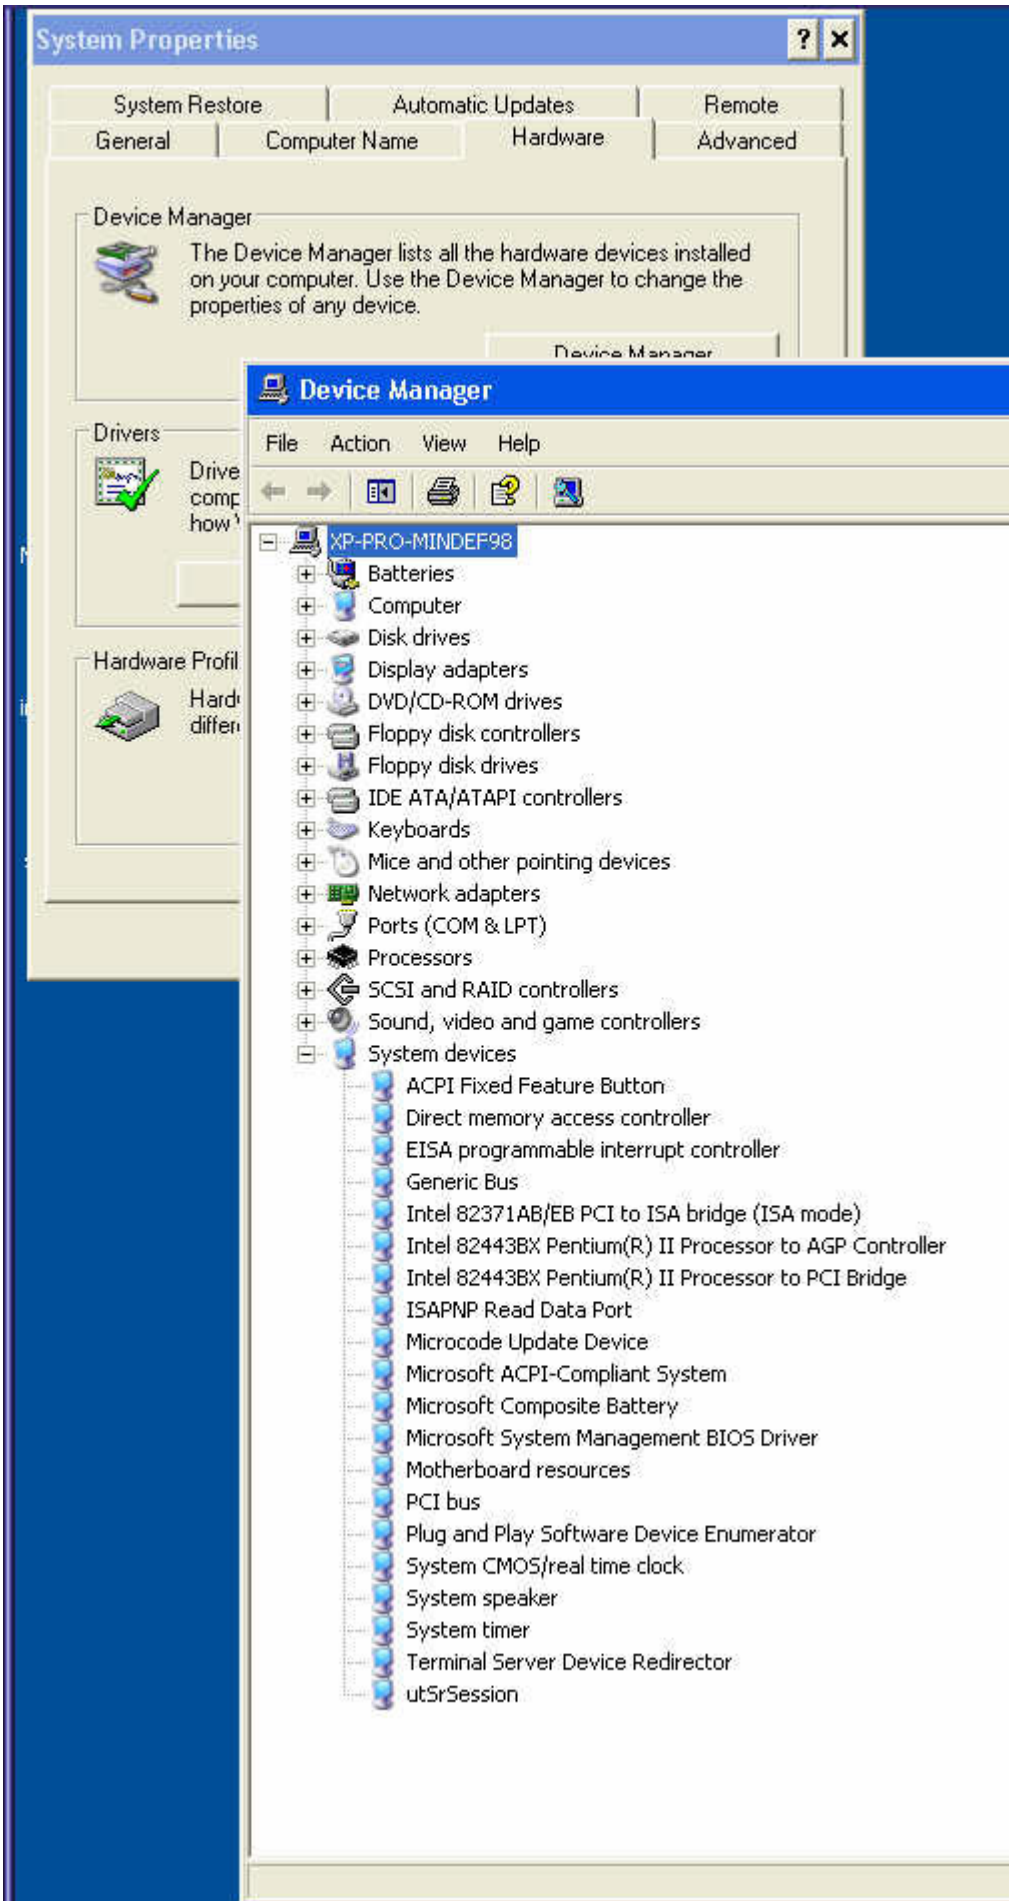 System Properties
System Restore
Automatic Updates
Remote
General
Computer Name
Hardware
Advanced
Device Manager
The Device Manager lists all the hardware devices installed
on your computer. Use the Device Manager to change the
properties of any device.
Device Manager
Drivers
Drive
comp
how
Hardware Profil
Hard
differ
Device Manager
File Action View Help
XP-PRO-MINDEF98
Batteries
Computer
Disk drives
Display adapters
DVD/CD-ROM drives
Floppy disk controllers
Floppy disk drives
IDE ATA/ATAPI controllers
Keyboards
Mice and other pointing devices
Network adapters
Ports (COM & LPT)
Processors
SCSI and RAID controllers
Sound, video and game controllers
System devices
ACPI Fixed Feature Button
Direct memory access controller
EISA programmable interrupt controller
Generic Bus
Intel 82371AB/EB PCI to ISA bridge (ISA mode)
Intel 82443BX Pentium(R) II Processor to AGP Controller
Intel 82443BX Pentium(R) II Processor to PCI Bridge
ISAPNP Read Data Port
Microcode Update Device
Microsoft ACPI-Compliant System
Microsoft Composite Battery
Microsoft System Management BIOS Driver
Motherboard resources
PCI bus
Plug and Play Software Device Enumerator
System CMOS/real time clock
System speaker
System timer
Terminal Server Device Redirector
utSrSession